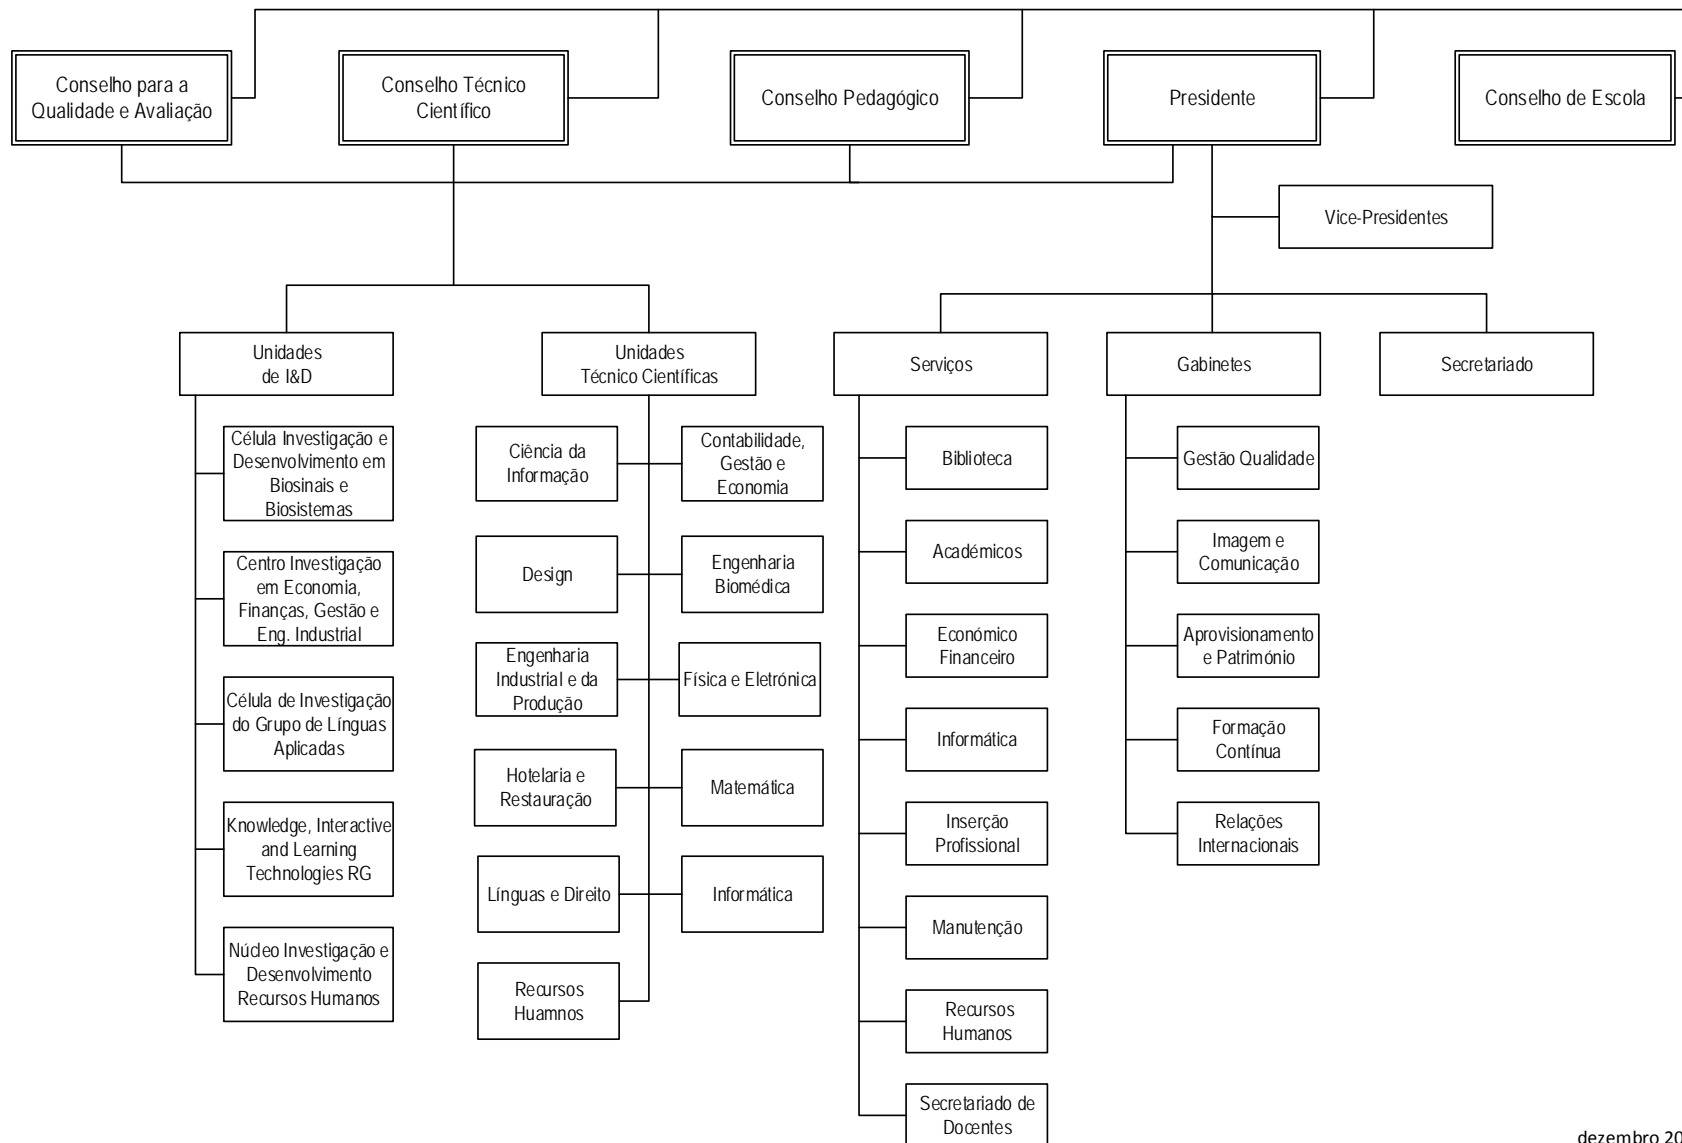 Conselho para a
Qualidade e Avaliação
Conselho Técnico
Científico
Conselho Pedagógico
Presidente
Conselho de Escola
Vice-Presidentes
Unidades
de I&D
Unidades
Técnico Científicas
Serviços
Gabinetes
Secretariado
Célula Investigação e
Desenvolvimento em
Biosinais e
Biosistemas
Centro Investigação
em Economia,
Finanças, Gestão e
Eng. Industrial
Célula de Investigação
do Grupo de Línguas
Aplicadas
Knowledge, Interactive
and Learning
Technologies RG
Núcleo Investigação e
Desenvolvimento
Recursos Humanos
Ciência da
Informação
Contabilidade,
Gestão e
Economia
Design
Engenharia
Biomédica
Engenharia
Industrial e da
Produção
Física e Eletrónica
Hotelaria e
Restauração
Matemática
Línguas e Direito
Informática
Recursos
Huamnos
Biblioteca
Académicos
Económico
Financeiro
Informática
Inserção
Profissional
Manutenção
Recursos
Humanos
Secretariado de
Docentes
Gestão Qualidade
Imagem e
Comunicação
Aprovisionamento
e Património
Formação
Contínua
Relações
Internacionais
dezembro 20